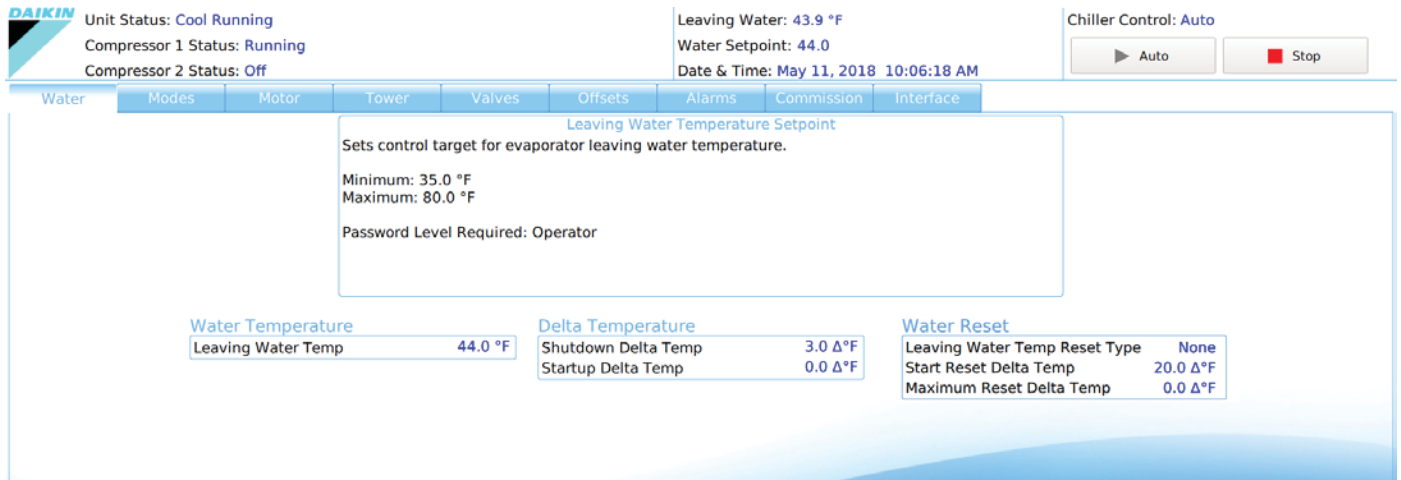 DAIKIN
Unit Status: Cool Running
Compressor 1 Status: Running
Compressor 2 Status: Off
Leaving Water: 43.9 °F
Water Setpoint: 44.0
Date & Time: May 11, 2018 10:06:18 AM
Chiller Control: Auto
Auto Stop
Water Modes Motor Tower Valves Offsets Alarms Commission Interface
Leaving Water Temperature Setpoint
Sets control target for evaporator leaving water temperature.
Minimum: 35.0 °F
Maximum: 80.0 °F
Password Level Required: Operator
Water Temperature
Leaving Water Temp 44.0 °F
Delta Temperature
Shutdown Delta Temp 3.0 Δ°F
Startup Delta Temp 0.0 Δ°F
Water Reset
Leaving Water Temp Reset Type None
Start Reset Delta Temp 20.0 Δ°F
Maximum Reset Delta Temp 0.0 Δ°F